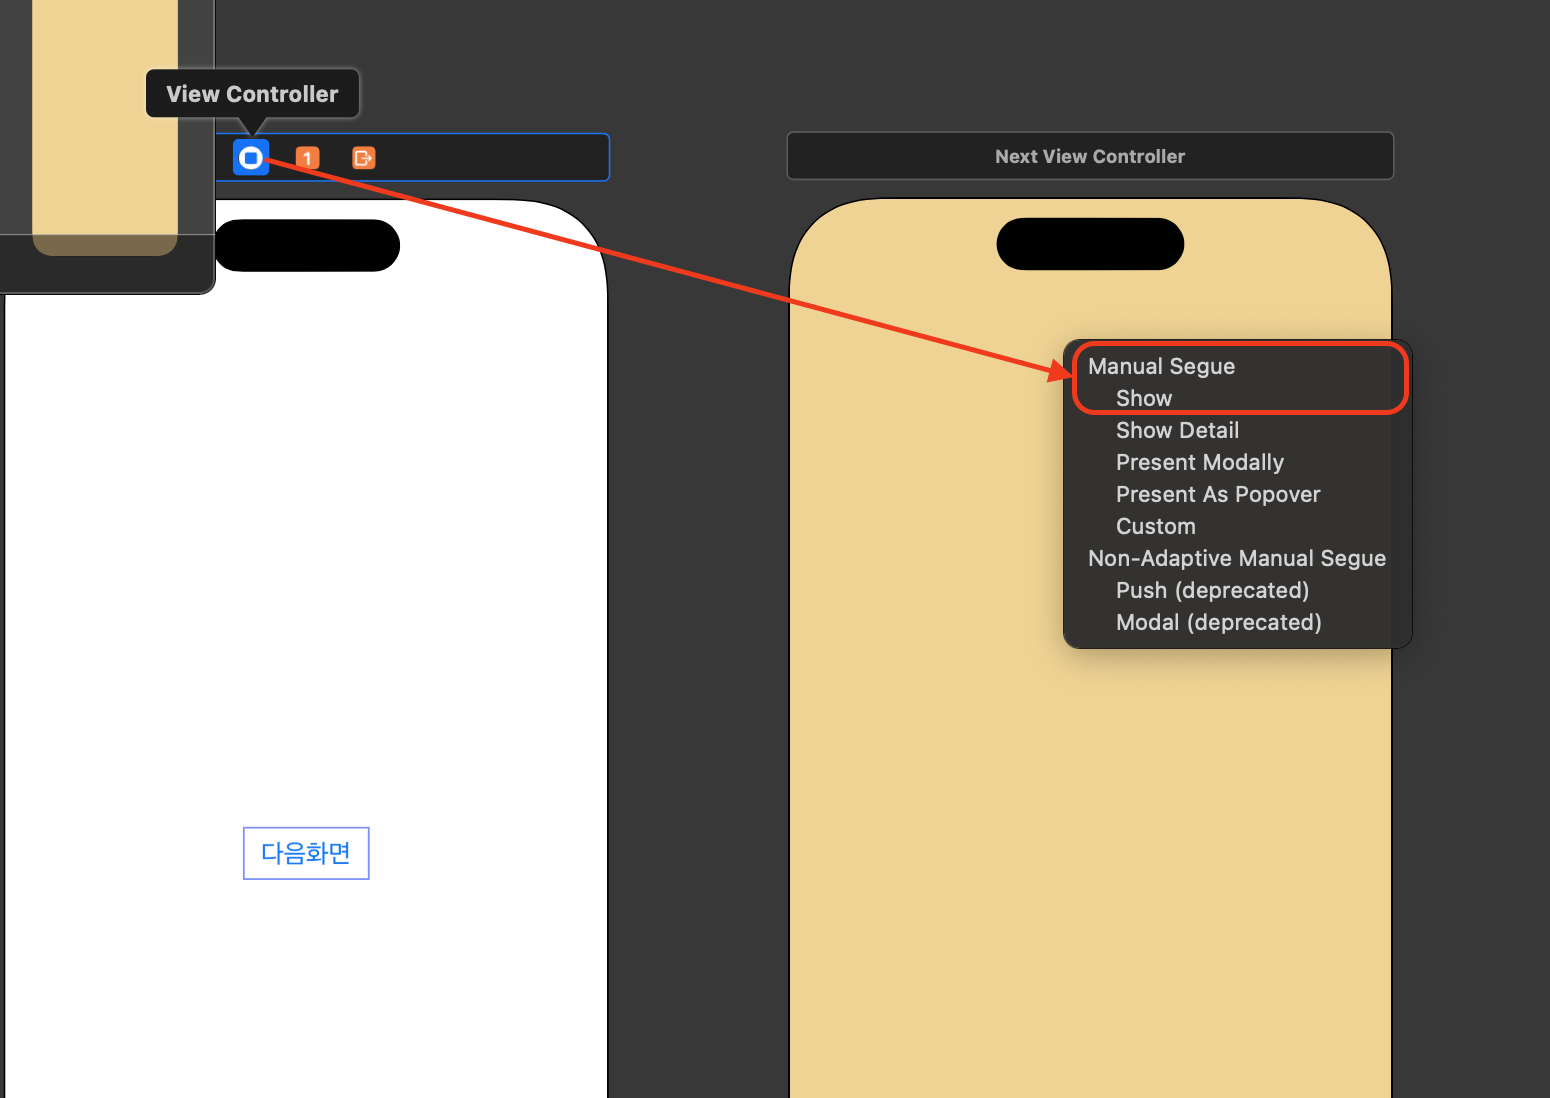 View Controller
1
Next View Controller
Manual Segue
Show
Show Detail
Present Modally
Present As Popover
Custom
Non-Adaptive Manual Segue
Push (deprecated)
Modal (deprecated)
다음화면